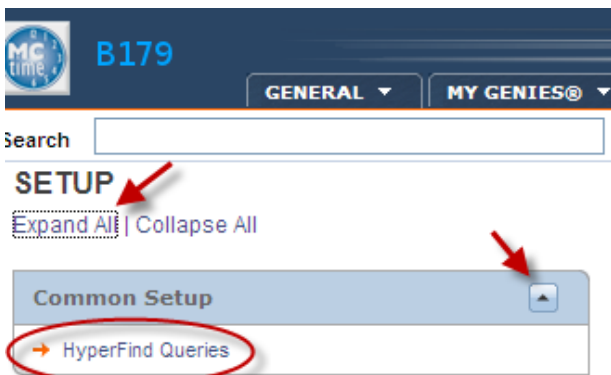 MC
time
B179
GENERAL MY GENIES®
Search
SETUP
Expand All | Collapse All
Common Setup
HyperFind Queries